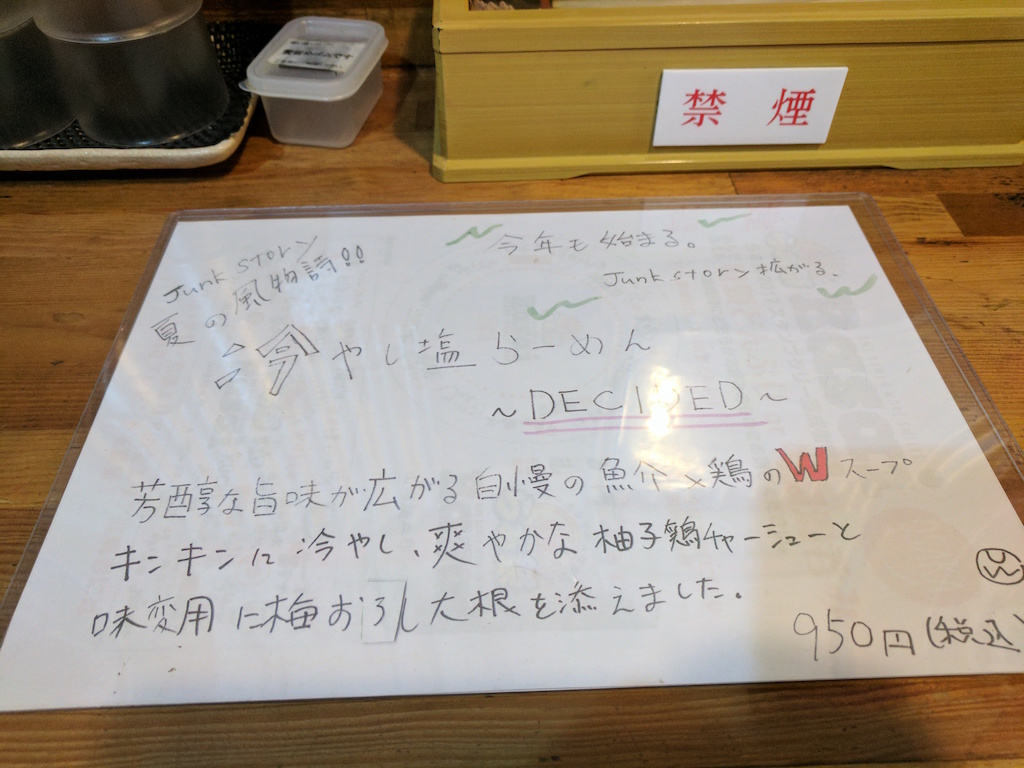 禁煙
Junk STORY
夏の風物詩!!
今年も始まる。
Junk STORY 拡がる。
冷やし塩らーめん
~DECIDED~
芳醇な旨味が広がる自慢の魚介×鶏のWスープ
キンキンに冷やし、爽やかな柚子鶏チャーシューと
味変用に梅おろし大根を添えました。
950円(税込)